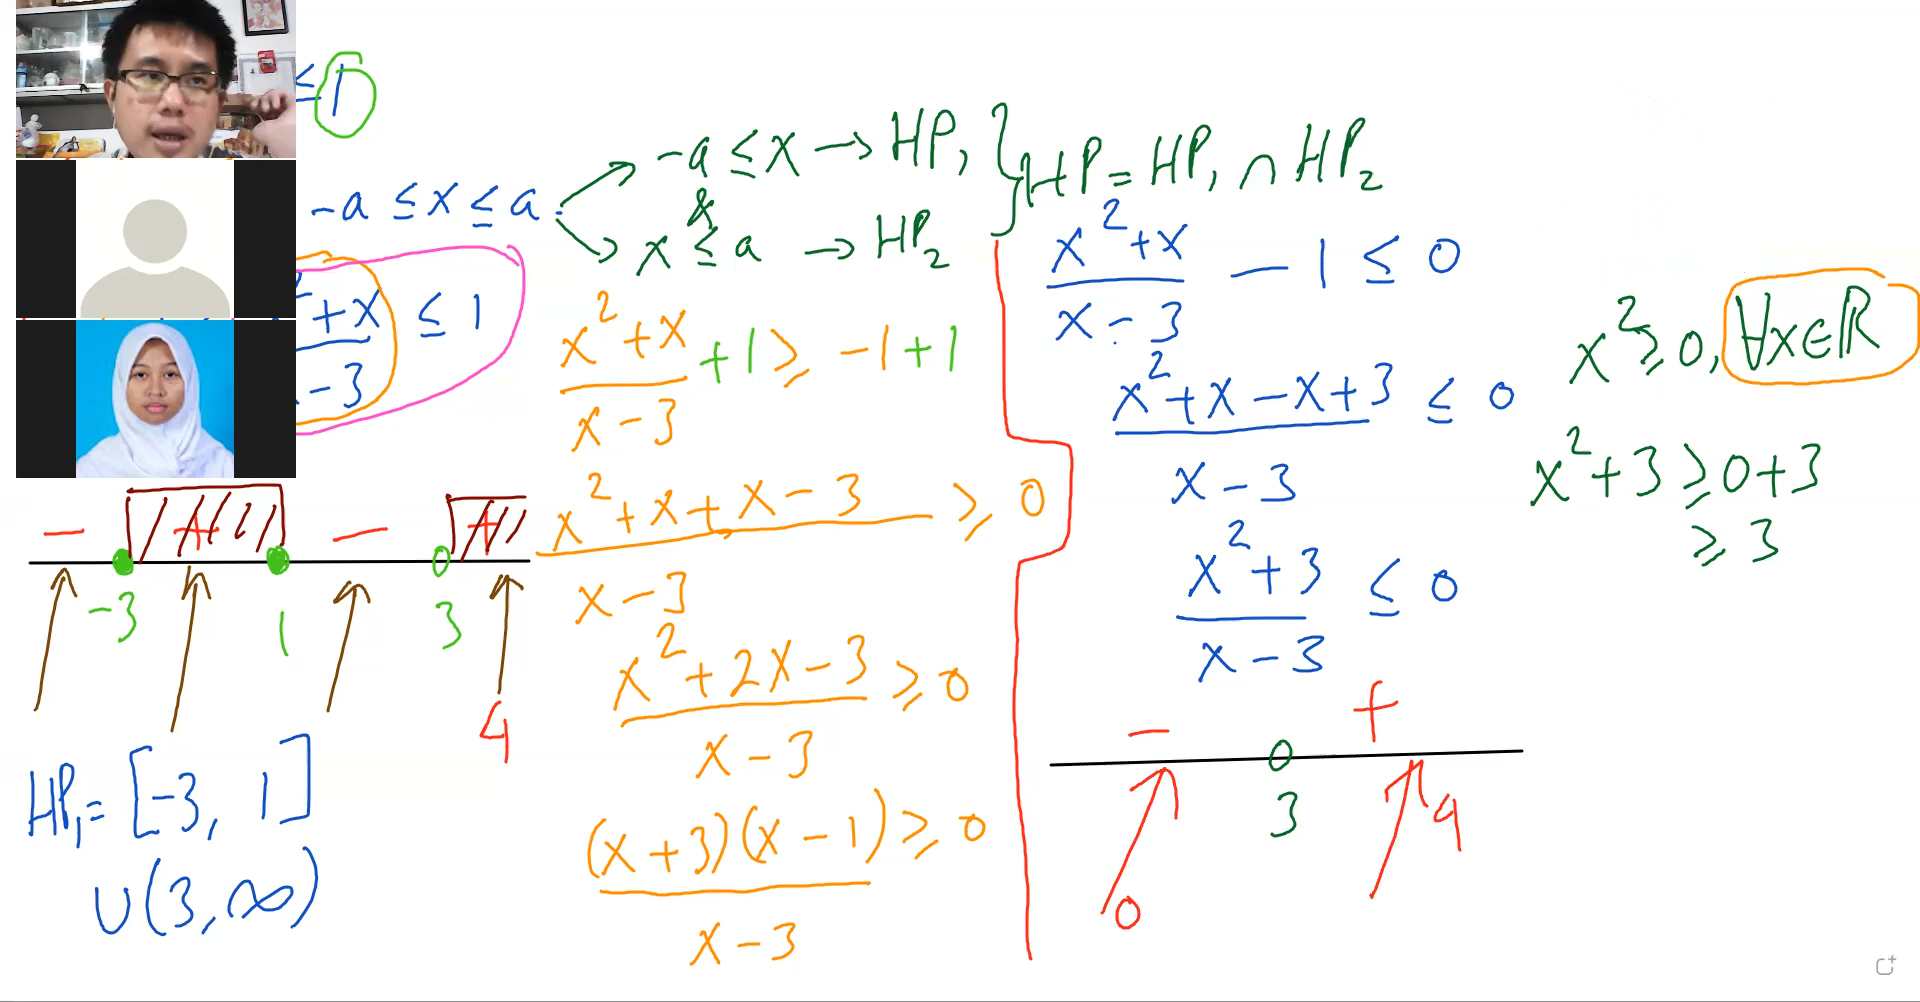 ≤ 1
-a ≤ x ≤ a
-a ≤ x → HP₁
&
x ≤ a → HP₂
HP = HP₁ ∩ HP₂
+x ≤ 1
-3
(x²+x)/(x-3) +1 ≥ -1+1
(x²+x+x-3)/(x-3) ≥ 0
(x²+2x-3)/(x-3) ≥ 0
((x+3)(x-1))/(x-3) ≥ 0
- + - +
-3 1 3
4
HP₁ = [-3, 1]
∪(3, ∞)
(x²+x)/(x-3) - 1 ≤ 0
(x²+x-x+3)/(x-3) ≤ 0
(x²+3)/(x-3) ≤ 0
- +
3
0 4
x² ≥ 0, ∀x∈ℝ
x²+3 ≥ 0+3
≥ 3